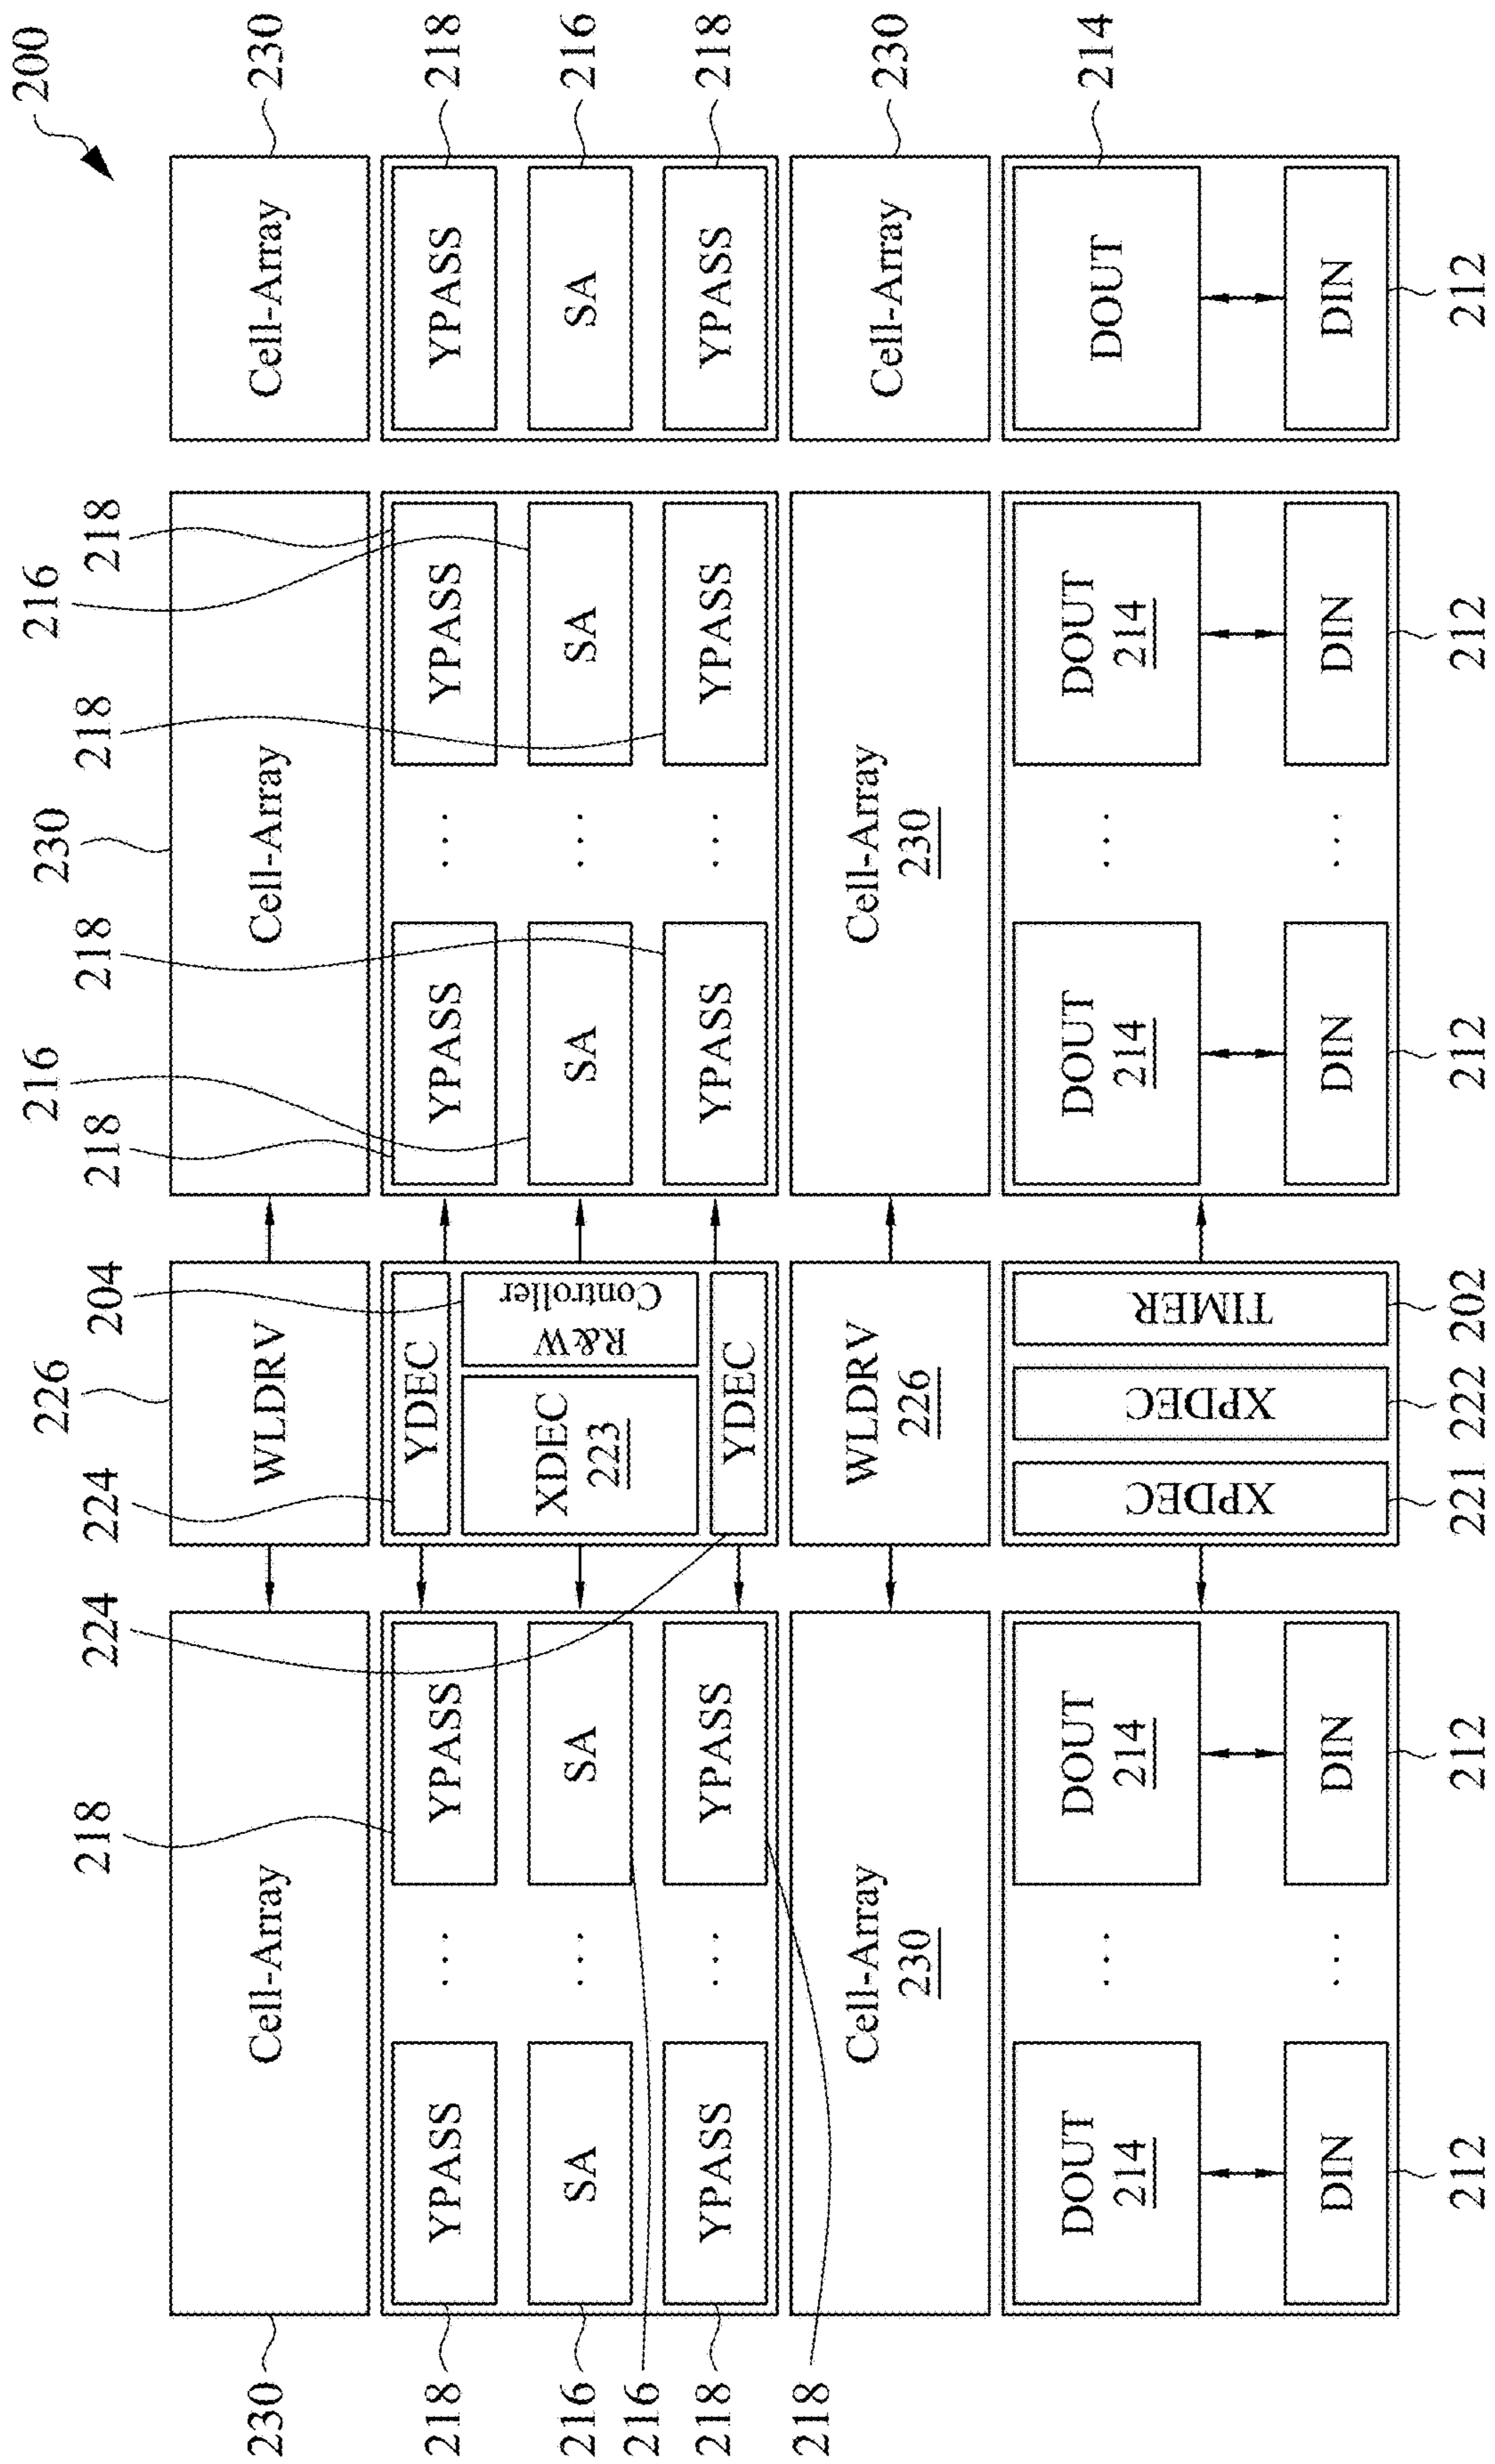 200
226 216 230 216
218 224 224 204 218 218 218 218
230 Cell-Array WLDRV Cell-Array Cell-Array 230
218 YPASS ... YPASS YDEC YPASS ... YPASS YPASS 218
216 SA ... SA XDEC R&W SA ... SA SA 216
223 Controller
216
218 YPASS ... YPASS YDEC YPASS ... YPASS YPASS 218
218
Cell-Array WLDRV Cell-Array Cell-Array 230
230 226 230
DOUT ... DOUT XPDEC XPDEC TIMER DOUT ... DOUT DOUT 214
214 214 214 214
DIN ... DIN DIN ... DIN DIN
212 212 221 222 202 212 212 212